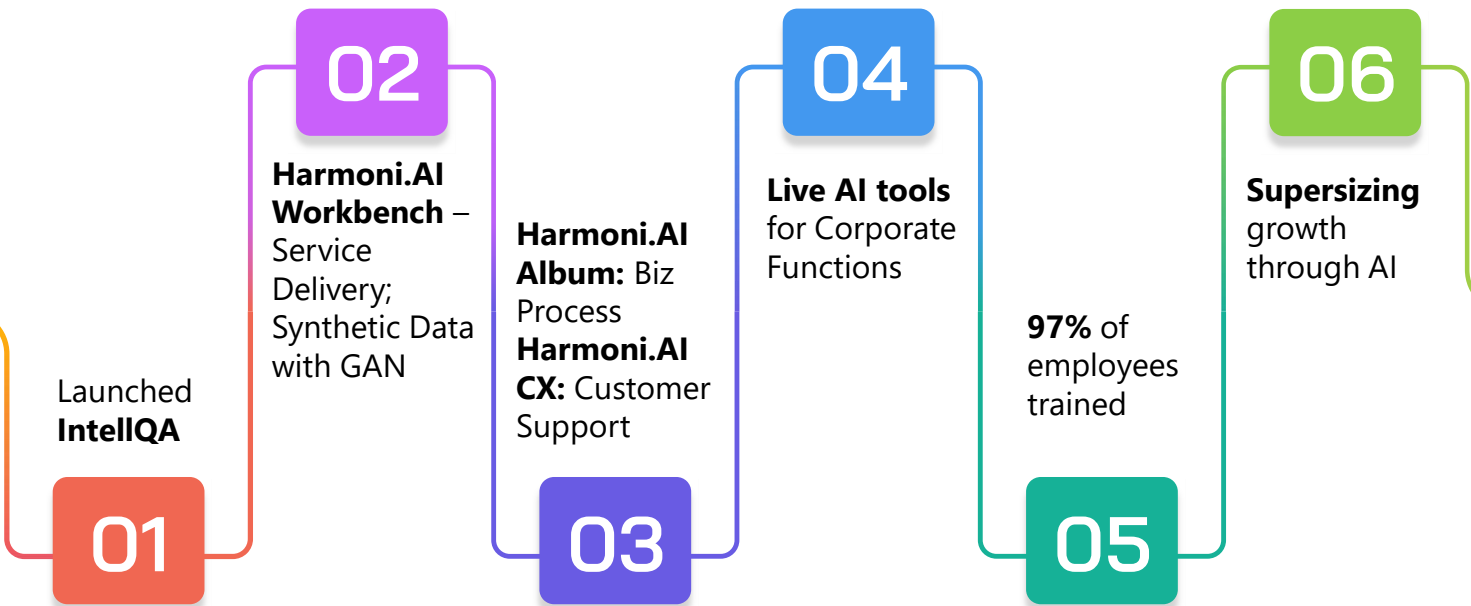 01
Launched
IntellQA
02
Harmoni.AI
Workbench –
Service
Delivery;
Synthetic Data
with GAN
03
Harmoni.AI
Album: Biz
Process
Harmoni.AI
CX: Customer
Support
04
Live AI tools
for Corporate
Functions
05
97% of
employees
trained
06
Supersizing
growth
through AI